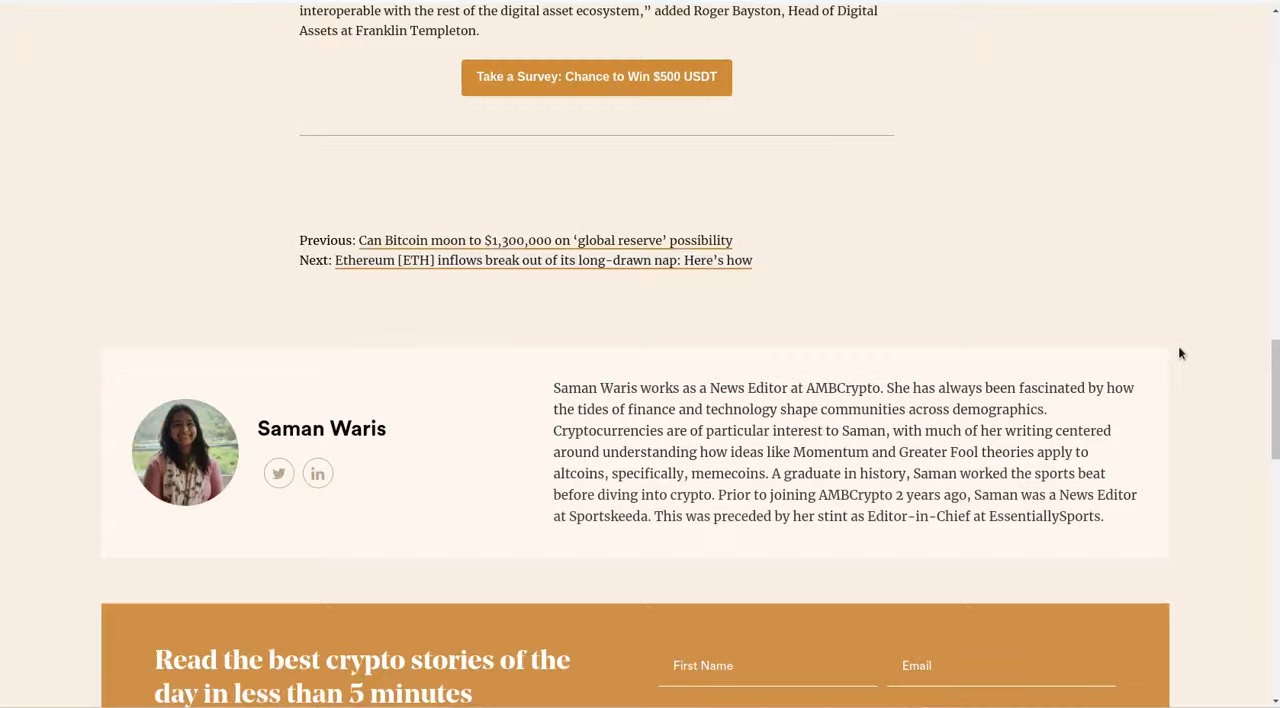 interoperable with the rest of the digital asset ecosystem,” added Roger Bayston, Head of Digital
Assets at Franklin Templeton.
Take a Survey: Chance to Win $500 USDT
Previous: Can Bitcoin moon to $1,300,000 on ‘global reserve’ possibility
Next: Ethereum [ETH] inflows break out of its long-drawn nap: Here’s how
Saman Waris
Saman Waris works as a News Editor at AMBCrypto. She has always been fascinated by how
the tides of finance and technology shape communities across demographics.
Cryptocurrencies are of particular interest to Saman, with much of her writing centered
around understanding how ideas like Momentum and Greater Fool theories apply to
altcoins, specifically, memecoins. A graduate in history, Saman worked the sports beat
before diving into crypto. Prior to joining AMBCrypto 2 years ago, Saman was a News Editor
at Sportskeeda. This was preceded by her stint as Editor-in-Chief at EssentiallySports.
Read the best crypto stories of the
day in less than 5 minutes
First Name
Email